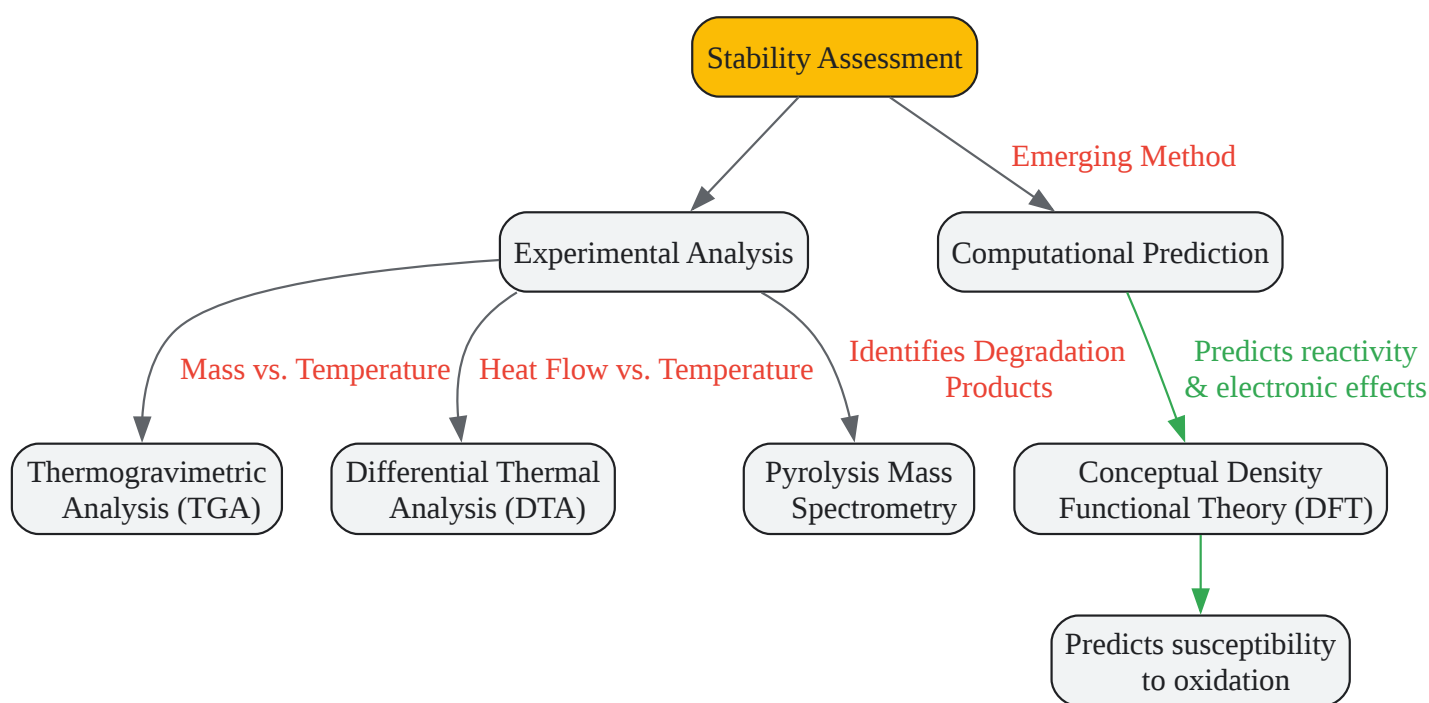 Stability Assessment
Emerging Method
Experimental Analysis
Computational Prediction
Mass vs. Temperature
Heat Flow vs. Temperature
Identifies Degradation
Products
Predicts reactivity
& electronic effects
Thermogravimetric
Analysis (TGA)
Differential Thermal
Analysis (DTA)
Pyrolysis Mass
Spectrometry
Conceptual Density
Functional Theory (DFT)
Predicts susceptibility
to oxidation